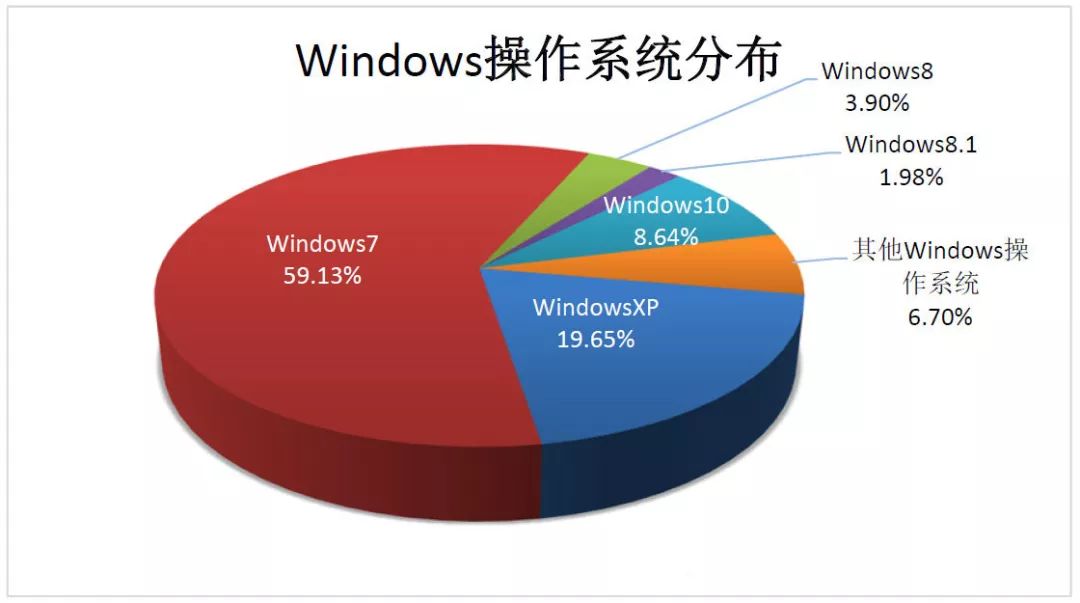 Windows操作系统分布
Windows8
3.90%
Windows8.1
1.98%
Windows10
8.64%
其他Windows操
作系统
6.70%
Windows7
59.13%
WindowsXP
19.65%